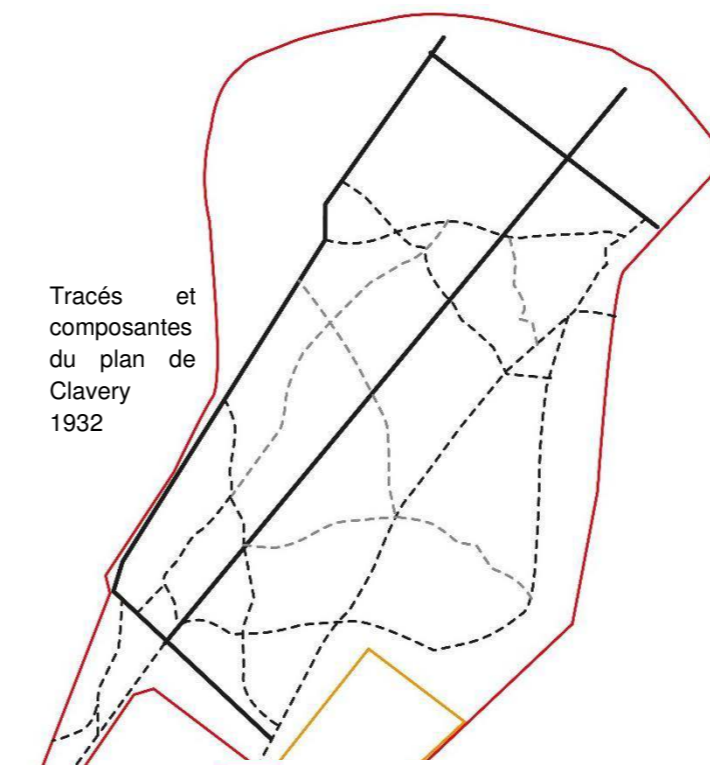 Tracés et
composantes
du plan de
Clavery
1932